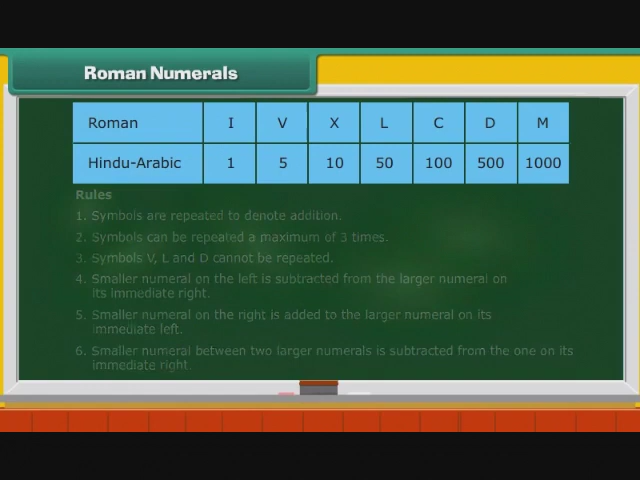 Roman Numerals
Roman I V X L C D M
Hindu-Arabic 1 5 10 50 100 500 1000
Rules
1. Symbols are repeated to denote addition.
2. Symbols can be repeated a maximum of 3 times.
3. Symbols V, L and D cannot be repeated.
4. Smaller numeral on the left is subtracted from the larger numeral on
its immediate right.
5. Smaller numeral on the right is added to the larger numeral on its
immediate left.
6. Smaller numeral between two larger numerals is subtracted from the one on its
immediate right.